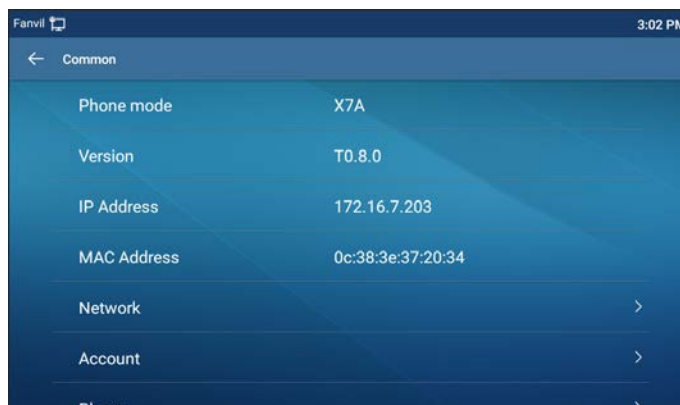 Fanvil 3:02 PM
Common
Phone mode X7A
Version T0.8.0
IP Address 172.16.7.203
MAC Address 0c:38:3e:37:20:34
Network
Account